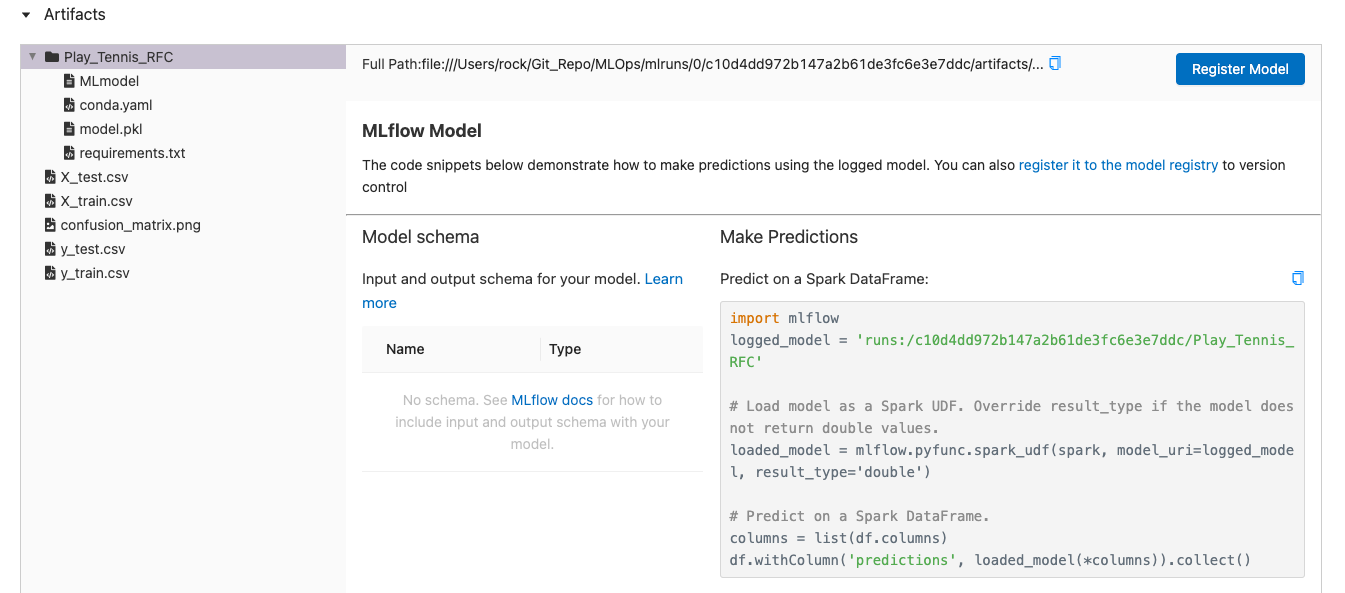 Artifacts
Play_Tennis_RFC
MLmodel
conda.yaml
model.pkl
requirements.txt
X_test.csv
X_train.csv
confusion_matrix.png
y_test.csv
y_train.csv
Full Path:file:///Users/rock/Git_Repo/MLOps/mlruns/0/c10d4dd972b147a2b61de3fc6e3e7ddc/artifacts/...
Register Model
MLflow Model
The code snippets below demonstrate how to make predictions using the logged model. You can also register it to the model registry to version
control
Model schema
Input and output schema for your model. Learn
more
Name Type
No schema. See MLflow docs for how to
include input and output schema with your
model.
Make Predictions
Predict on a Spark DataFrame:
import mlflow
logged_model = 'runs:/c10d4dd972b147a2b61de3fc6e3e7ddc/Play_Tennis_
RFC'
# Load model as a Spark UDF. Override result_type if the model does
not return double values.
loaded_model = mlflow.pyfunc.spark_udf(spark, model_uri=logged_mode
l, result_type='double')
# Predict on a Spark DataFrame.
columns = list(df.columns)
df.withColumn('predictions', loaded_model(*columns)).collect()